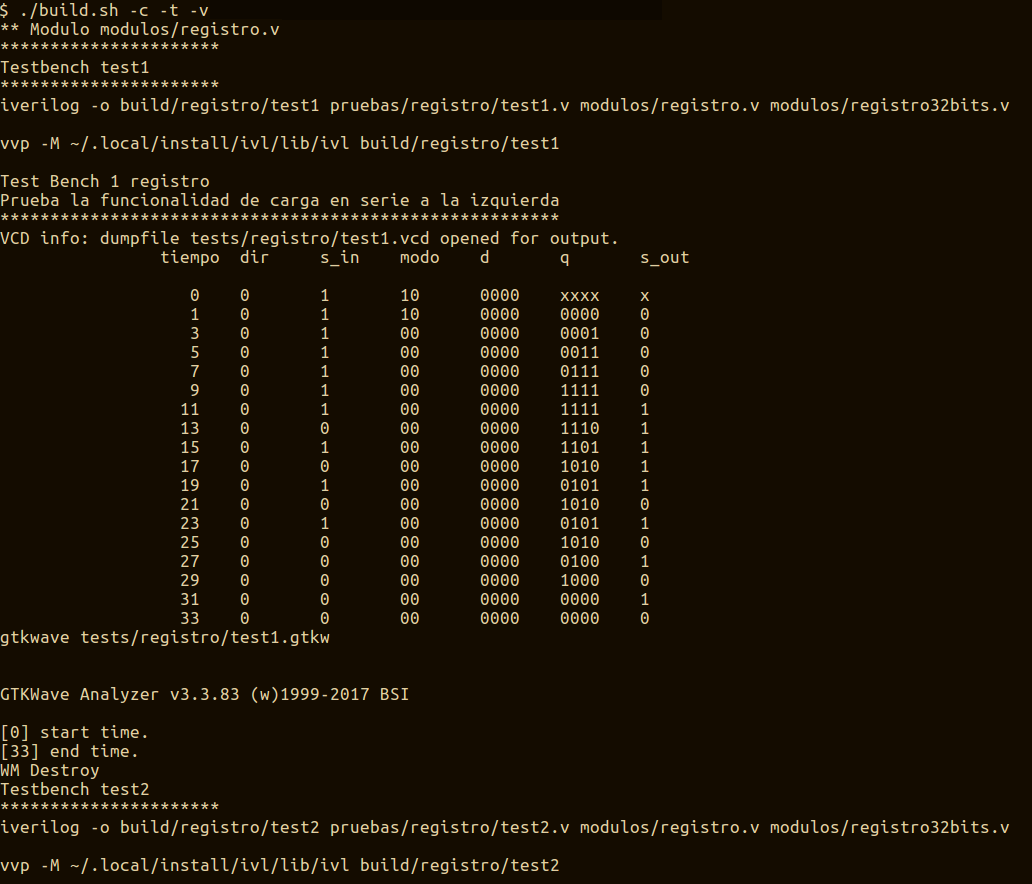 $ ./build.sh -c -t -v
** Modulo modulos/registro.v
**********************
Testbench test1
**********************
iverilog -o build/registro/test1 pruebas/registro/test1.v modulos/registro.v modulos/registro32bits.v
vvp -M ~/.local/install/ivl/lib/ivl build/registro/test1
Test Bench 1 registro
Prueba la funcionalidad de carga en serie a la izquierda
********************************************************
VCD info: dumpfile tests/registro/test1.vcd opened for output.
tiempo dir s_in modo d q s_out
0 0 1 10 0000 xxxx x
1 0 1 10 0000 0000 0
3 0 1 00 0000 0001 0
5 0 1 00 0000 0011 0
7 0 1 00 0000 0111 0
9 0 1 00 0000 1111 0
11 0 1 00 0000 1111 1
13 0 0 00 0000 1110 1
15 0 1 00 0000 1101 1
17 0 0 00 0000 1010 1
19 0 1 00 0000 0101 1
21 0 0 00 0000 1010 0
23 0 1 00 0000 0101 1
25 0 0 00 0000 1010 0
27 0 0 00 0000 0100 1
29 0 0 00 0000 1000 0
31 0 0 00 0000 0000 1
33 0 0 00 0000 0000 0
gtkwave tests/registro/test1.gtkw
GTKWave Analyzer v3.3.83 (w)1999-2017 BSI
[0] start time.
[33] end time.
WM Destroy
Testbench test2
**********************
iverilog -o build/registro/test2 pruebas/registro/test2.v modulos/registro.v modulos/registro32bits.v
vvp -M ~/.local/install/ivl/lib/ivl build/registro/test2